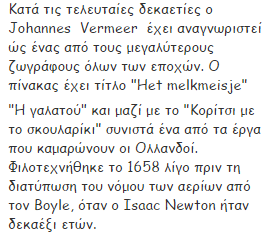 Κατά τις τελευταίες δεκαετίες ο
Johannes Vermeer έχει αναγνωριστεί
ώς ένας από τους μεγαλύτερους
ζωγράφους όλων των εποχών. Ο
πίνακας έχει τίτλο "Het melkmeisje"
"Η γαλατού" και μαζί με το "Κορίτσι με
το σκουλαρίκι" συνιστά ένα από τα έργα
που καμαρώνουν οι Ολλανδοί.
Φιλοτεχνήθηκε το 1658 λίγο πριν τη
διατύπωση του νόμου των αερίων από
τον Boyle, όταν ο Isaac Newton ήταν
δεκαέξι ετών.